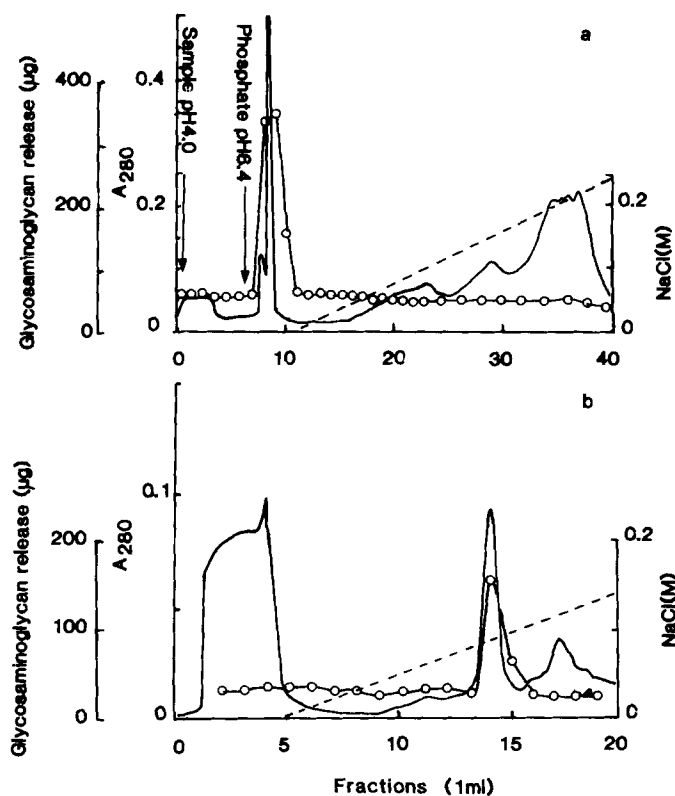 a
Glycosaminoglycan release (µg)
400
200
0
A280
0.4
0.2
0
Sample pH4.0
Phosphate pH6.4
NaCl(M)
0.2
0
0
10
20
30
40
b
Glycosaminoglycan release (µg)
200
100
0
A280
0.1
0
NaCl(M)
0.2
0
0
5
10
15
20
Fractions (1ml)